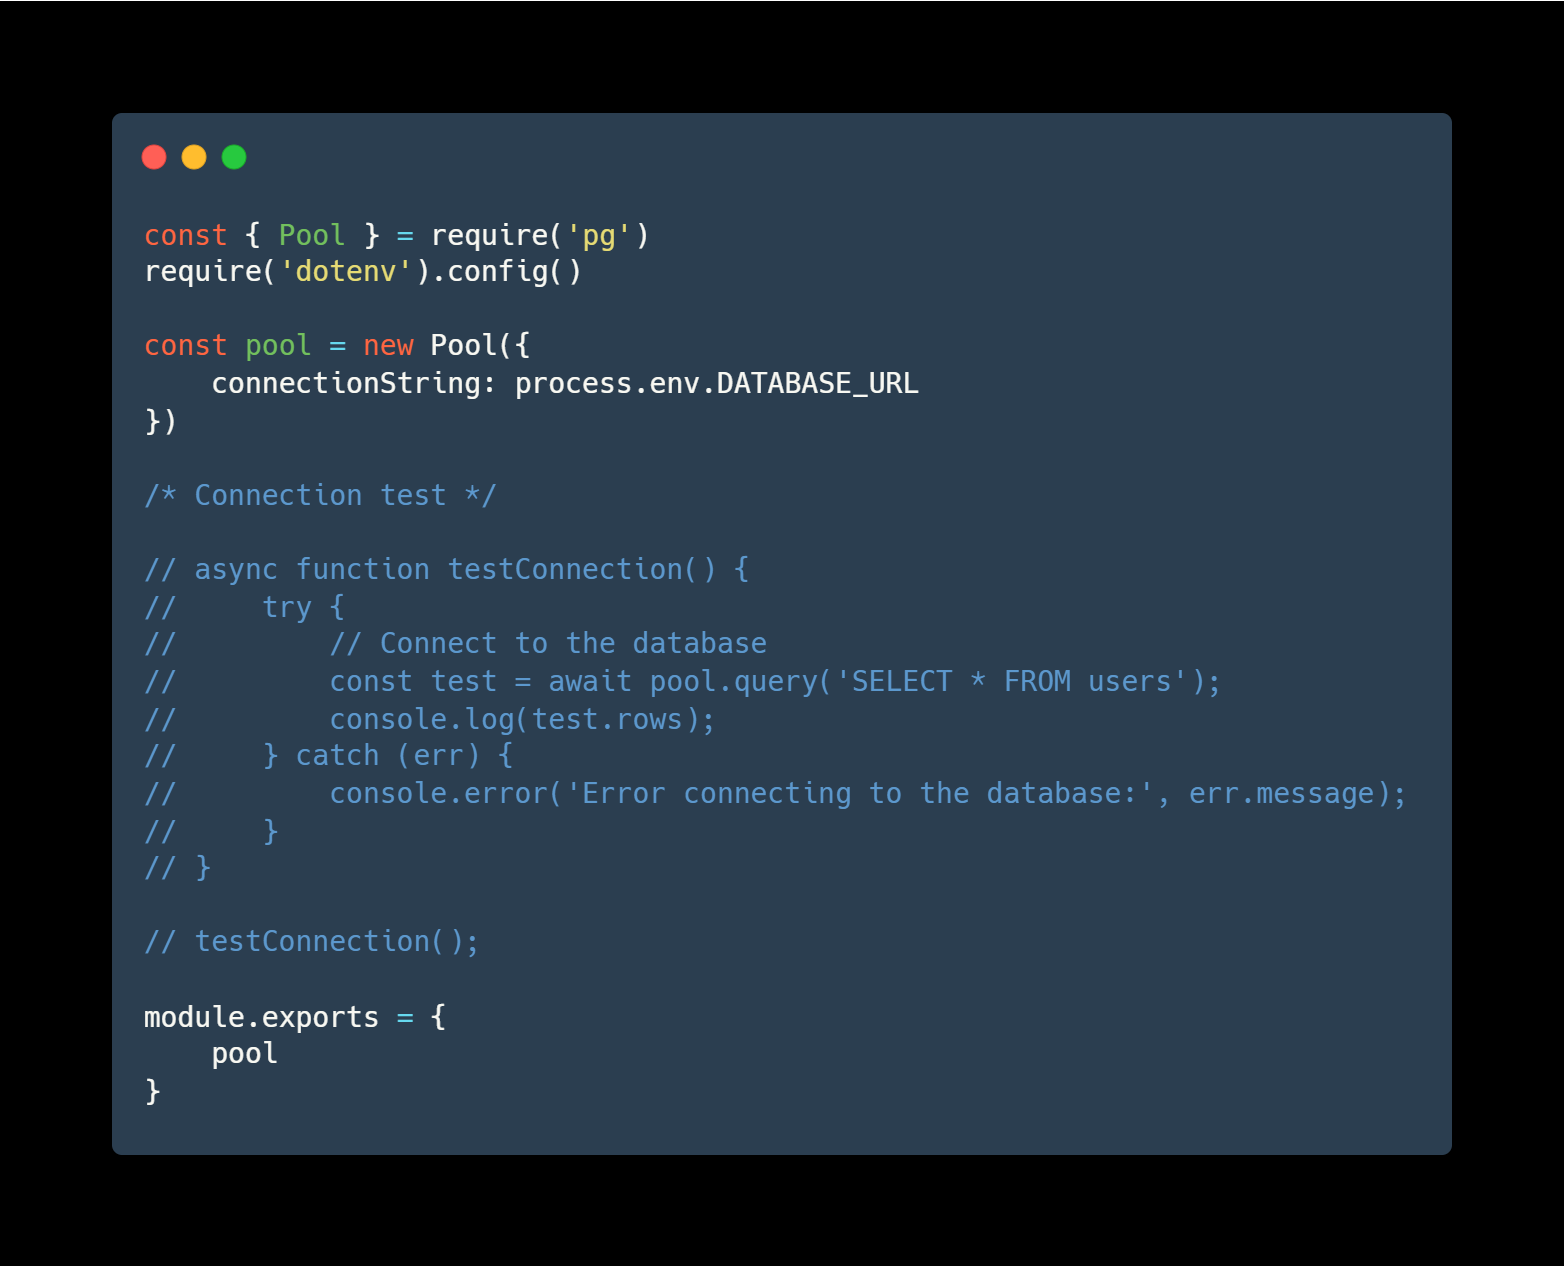 const { Pool } = require('pg')
require('dotenv').config()

const pool = new Pool({
    connectionString: process.env.DATABASE_URL
})

/* Connection test */

// async function testConnection() {
//     try {
//         // Connect to the database
//         const test = await pool.query('SELECT * FROM users');
//         console.log(test.rows);
//     } catch (err) {
//         console.error('Error connecting to the database:', err.message);
//     }
// }

// testConnection();

module.exports = {
    pool
}